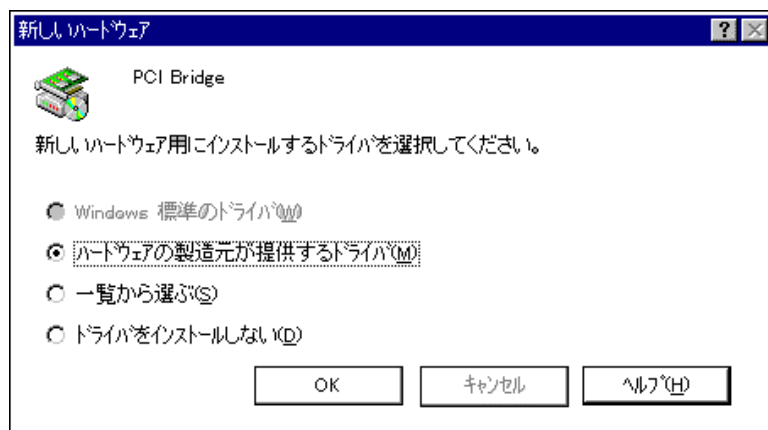 新しいハードウェア
PCI Bridge
新しいハードウェア用にインストールするドライバを選択してください。
Windows 標準のドライバ(W)
ハードウェアの製造元が提供するドライバ(M)
一覧から選ぶ(S)
ドライバをインストールしない(D)
OK キャンセル ヘルプ(H)